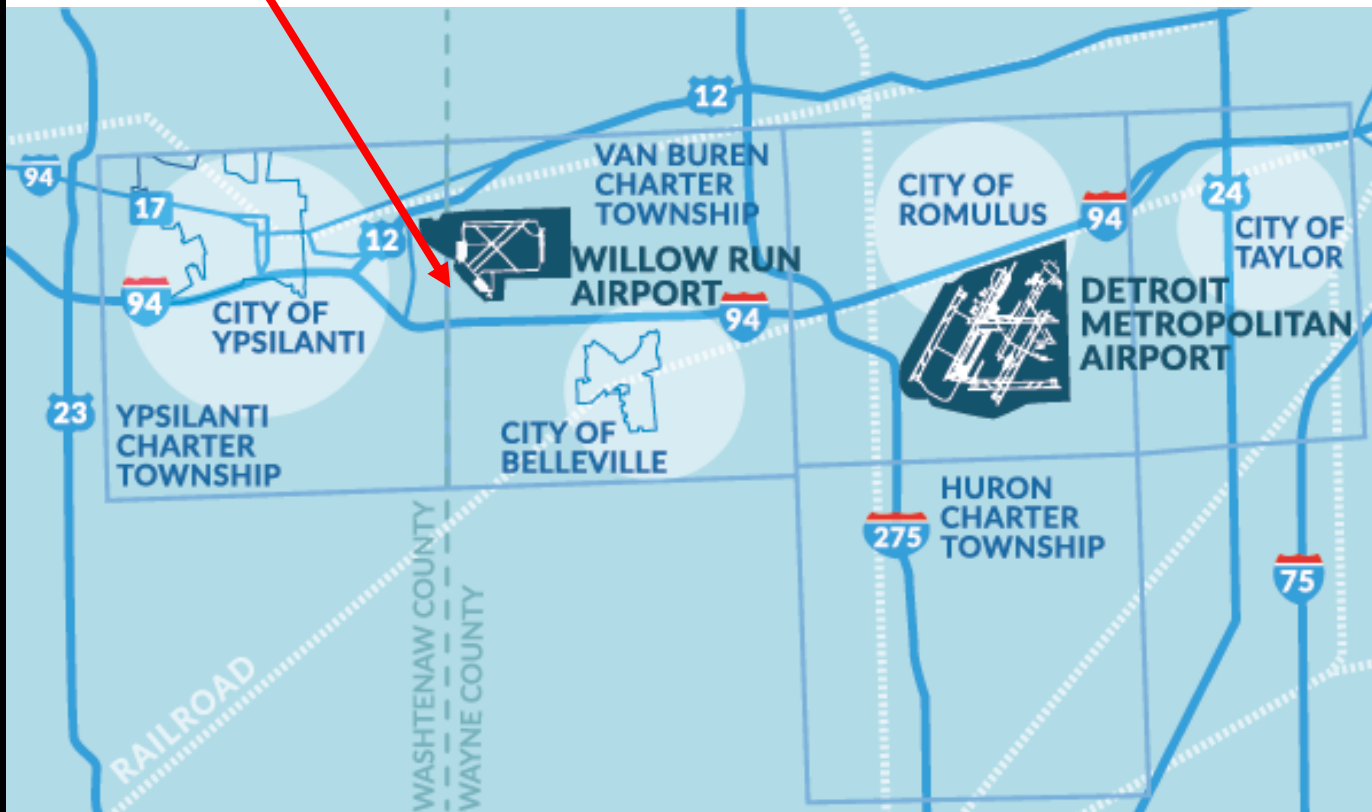 12
94
17
12
VAN BUREN
CHARTER
TOWNSHIP
CITY OF
ROMULUS
94
24
CITY OF
TAYLOR
WILLOW RUN
AIRPORT
94
94
CITY OF
YPSILANTI
DETROIT
METROPOLITAN
AIRPORT
23
YPSILANTI
CHARTER
TOWNSHIP
CITY OF
BELLEVILLE
HURON
CHARTER
TOWNSHIP
275
75
RAILROAD
WASHTENAW COUNTY
WAYNE COUNTY